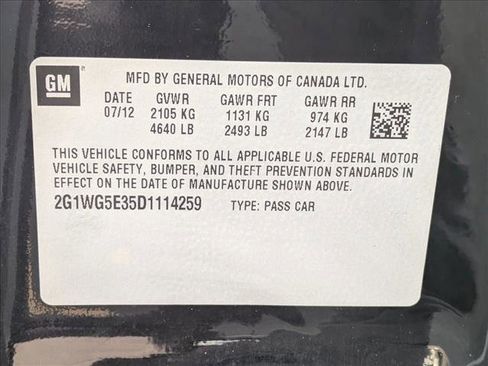 GM
MFD BY GENERAL MOTORS OF CANADA LTD.
DATE GVWR GAWR FRT GAWR RR
07/12 2105 KG 1131 KG 974 KG
4640 LB 2493 LB 2147 LB
THIS VEHICLE CONFORMS TO ALL APPLICABLE U.S. FEDERAL MOTOR
VEHICLE SAFETY, BUMPER, AND THEFT PREVENTION STANDARDS IN
EFFECT ON THE DATE OF MANUFACTURE SHOWN ABOVE.
2G1WG5E35D1114259 TYPE: PASS CAR